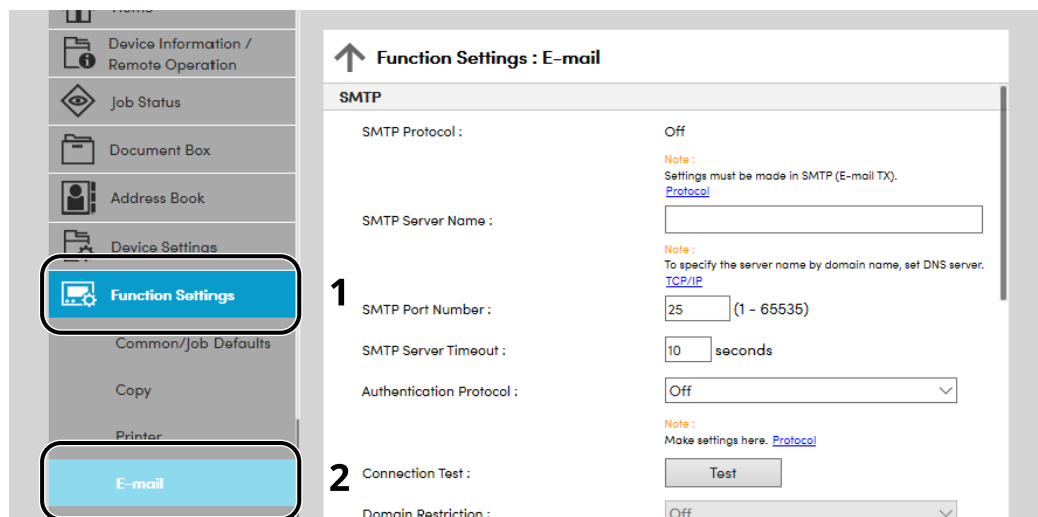 Home
Device Information /
Remote Operation
Job Status
Document Box
Address Book
Device Settings
Function Settings
1
Common/Job Defaults
Copy
Printer
E-mail
2
Function Settings : E-mail
SMTP
SMTP Protocol :
Off
Note :
Settings must be made in SMTP (E-mail TX).
Protocol
SMTP Server Name :
Note :
To specify the server name by domain name, set DNS server.
TCP/IP
SMTP Port Number :
25 (1 - 65535)
SMTP Server Timeout :
10 seconds
Authentication Protocol :
Off
Note :
Make settings here. Protocol
Connection Test :
Test
Domain Restriction :
Off